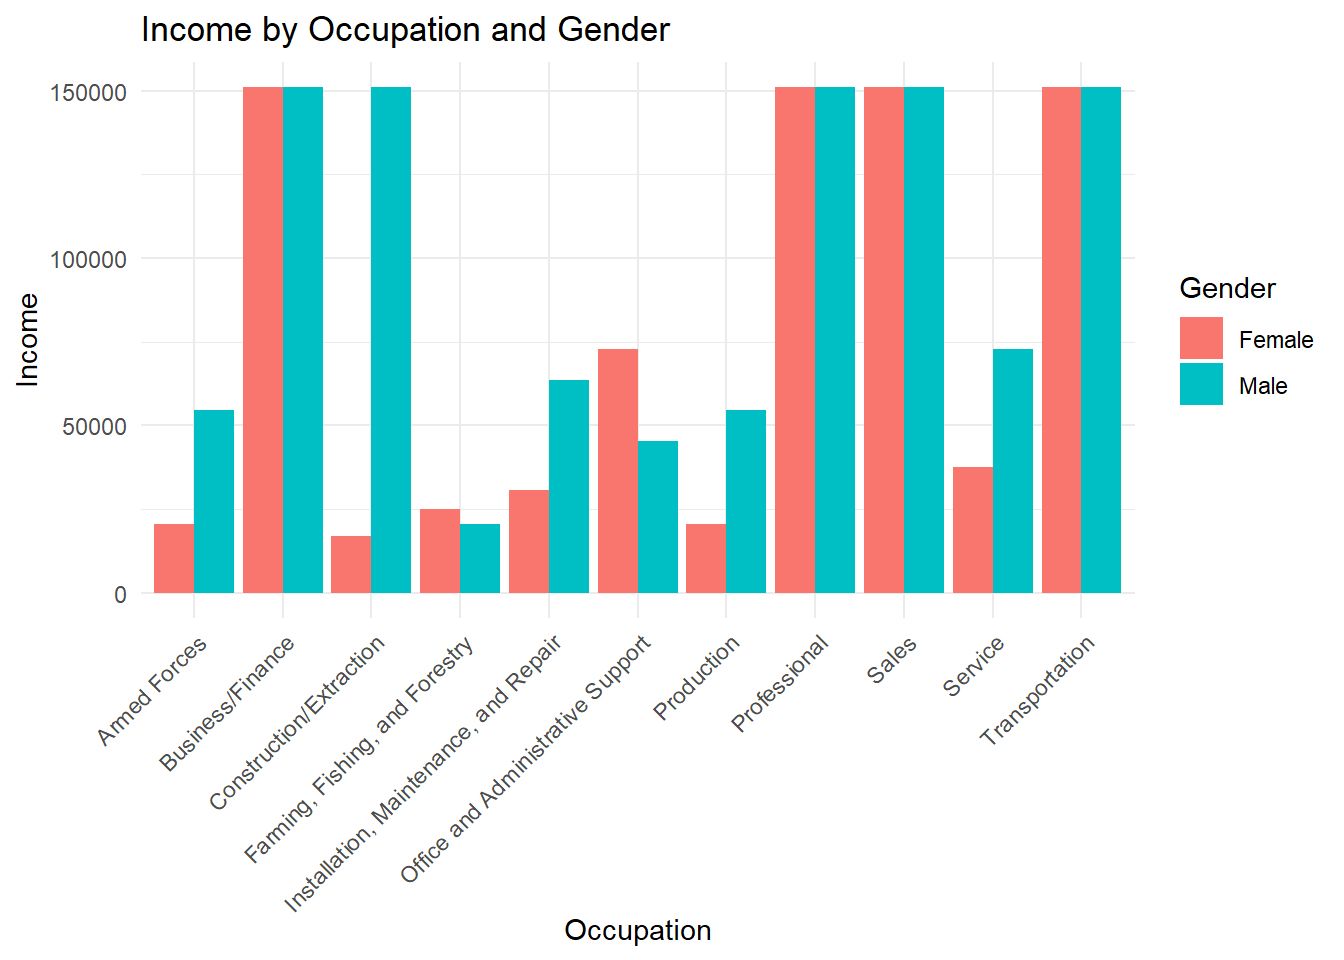 Income by Occupation and Gender
150000
100000
50000
0
Income
Armed Forces
Business/Finance
Construction/Extraction
Farming, Fishing, and Forestry
Installation, Maintenance, and Repair
Office and Administrative Support
Production
Professional
Sales
Service
Transportation
Occupation
Gender
Female
Male